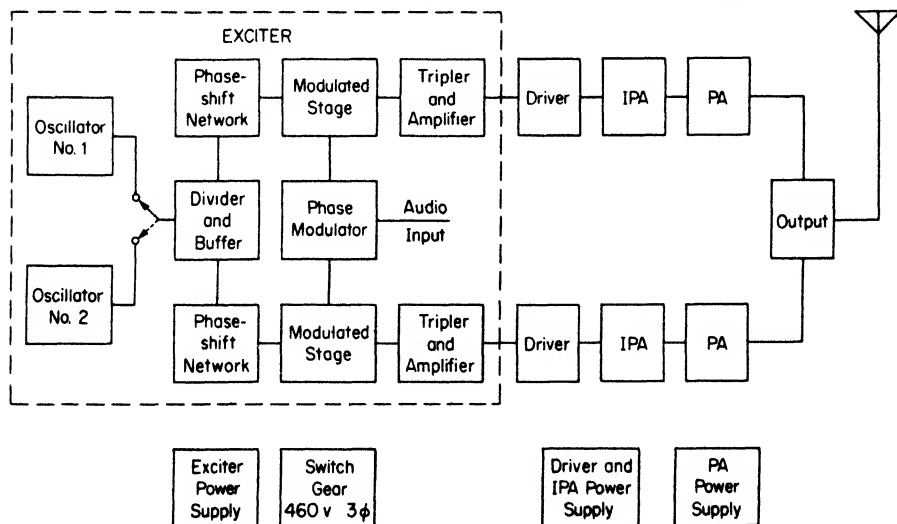 EXCITER
Phase-
shift
Network
Modulated
Stage
Tripler
and
Amplifier
Driver
IPA
PA
Oscillator
No. 1
Divider
and
Buffer
Phase
Modulator
Audio
Input
Output
Oscillator
No. 2
Phase-
shift
Network
Modulated
Stage
Tripler
and
Amplifier
Driver
IPA
PA
Exciter
Power
Supply
Switch
Gear
460 v 3ϕ
Driver and
IPA Power
Supply
PA
Power
Supply